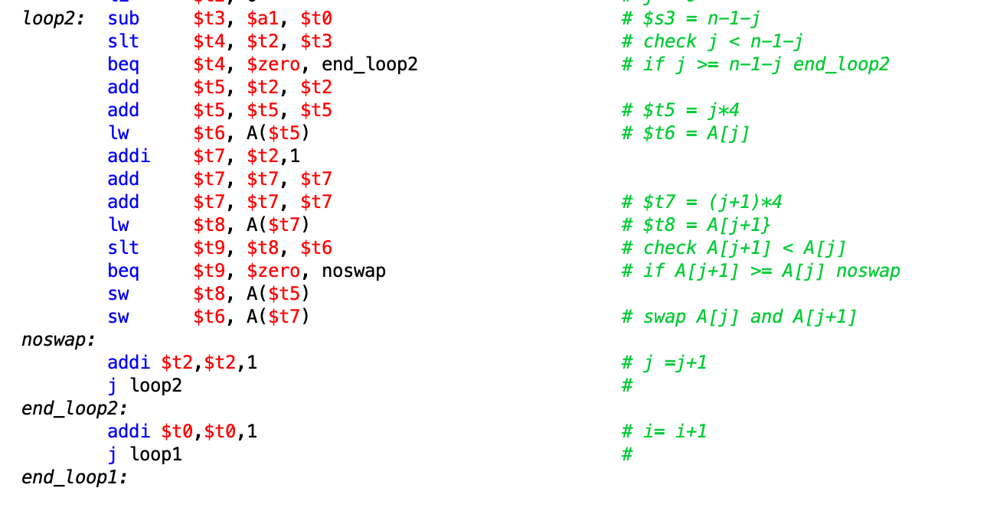 loop2: sub $t3, $a1, $t0 # $s3 = n-1-j
slt $t4, $t2, $t3 # check j < n-1-j
beq $t4, $zero, end_loop2 # if j >= n-1-j end_loop2
add $t5, $t2, $t2
add $t5, $t5, $t5 # $t5 = j*4
lw $t6, A($t5) # $t6 = A[j]
addi $t7, $t2,1
add $t7, $t7, $t7
add $t7, $t7, $t7 # $t7 = (j+1)*4
lw $t8, A($t7) # $t8 = A[j+1}
slt $t9, $t8, $t6 # check A[j+1] < A[j]
beq $t9, $zero, noswap # if A[j+1] >= A[j] noswap
sw $t8, A($t5)
sw $t6, A($t7) # swap A[j] and A[j+1]
noswap:
addi $t2,$t2,1 # j =j+1
j loop2 #
end_loop2:
addi $t0,$t0,1 # i= i+1
j loop1 #
end_loop1: